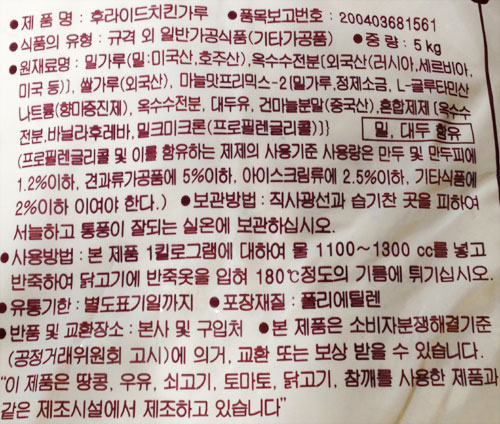 ●제 품 명 : 후라이드치킨가루 ●품목보고번호 : 200403681561
●식품의 유형 : 규격 외 일반가공식품(기타가공품) ●중 량 : 5kg
●원재료명 : 밀가루{밀:미국산,호주산}, 옥수수전분[외국산(러시아,세르비아,
미국 등)], 쌀가루(외국산), 마늘맛프리믹스-2[밀가루,정제소금, L-글루타민산
나트륨(향미증진제), 옥수수전분, 대두유, 건마늘분말(중국산),혼합제제{옥수수
전분,바닐라후레바,밀크미크론(프로필렌글리콜)}] 밀, 대두 함유
(프로필렌글리콜 및 이를 함유하는 제제의 사용기준 사용량은 만두 및 만두피에
1.2%이하, 견과류가공품에 5%이하, 아이스크림류에 2.5%이하, 기타식품에
2%이하 이여야 한다.) ●보관방법 : 직사광선과 습기찬 곳을 피하여
서늘하고 통풍이 잘되는 실온에 보관하십시오.
●사용방법 : 본 제품 1킬로그램에 대하여 물 1100~1300 cc를 넣고
반죽하여 닭고기에 반죽옷을 입혀 180℃정도의 기름에 튀기십시오.
●유통기한 : 별도표기일까지 ●포장재질 : 폴리에틸렌
●반품 및 교환장소 : 본사 및 구입처 ●본 제품은 소비자분쟁해결기준
(공정거래위원회 고시)에 의거, 교환 또는 보상 받을 수 있습니다.
"이 제품은 땅콩, 우유, 쇠고기, 토마토, 닭고기, 참깨를 사용한 제품과
같은 제조시설에서 제조하고 있습니다"